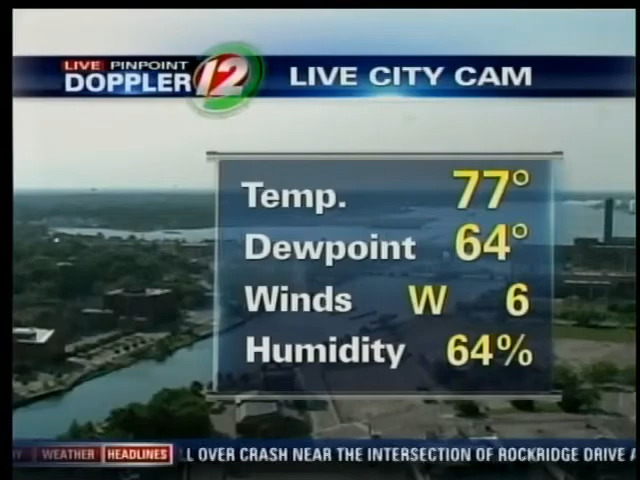 LIVE PINPOINT
DOPPLER 12
LIVE CITY CAM
Temp. 77°
Dewpoint 64°
Winds W 6
Humidity 64%
WEATHER HEADLINES L OVER CRASH NEAR THE INTERSECTION OF ROCKRIDGE DRIVE